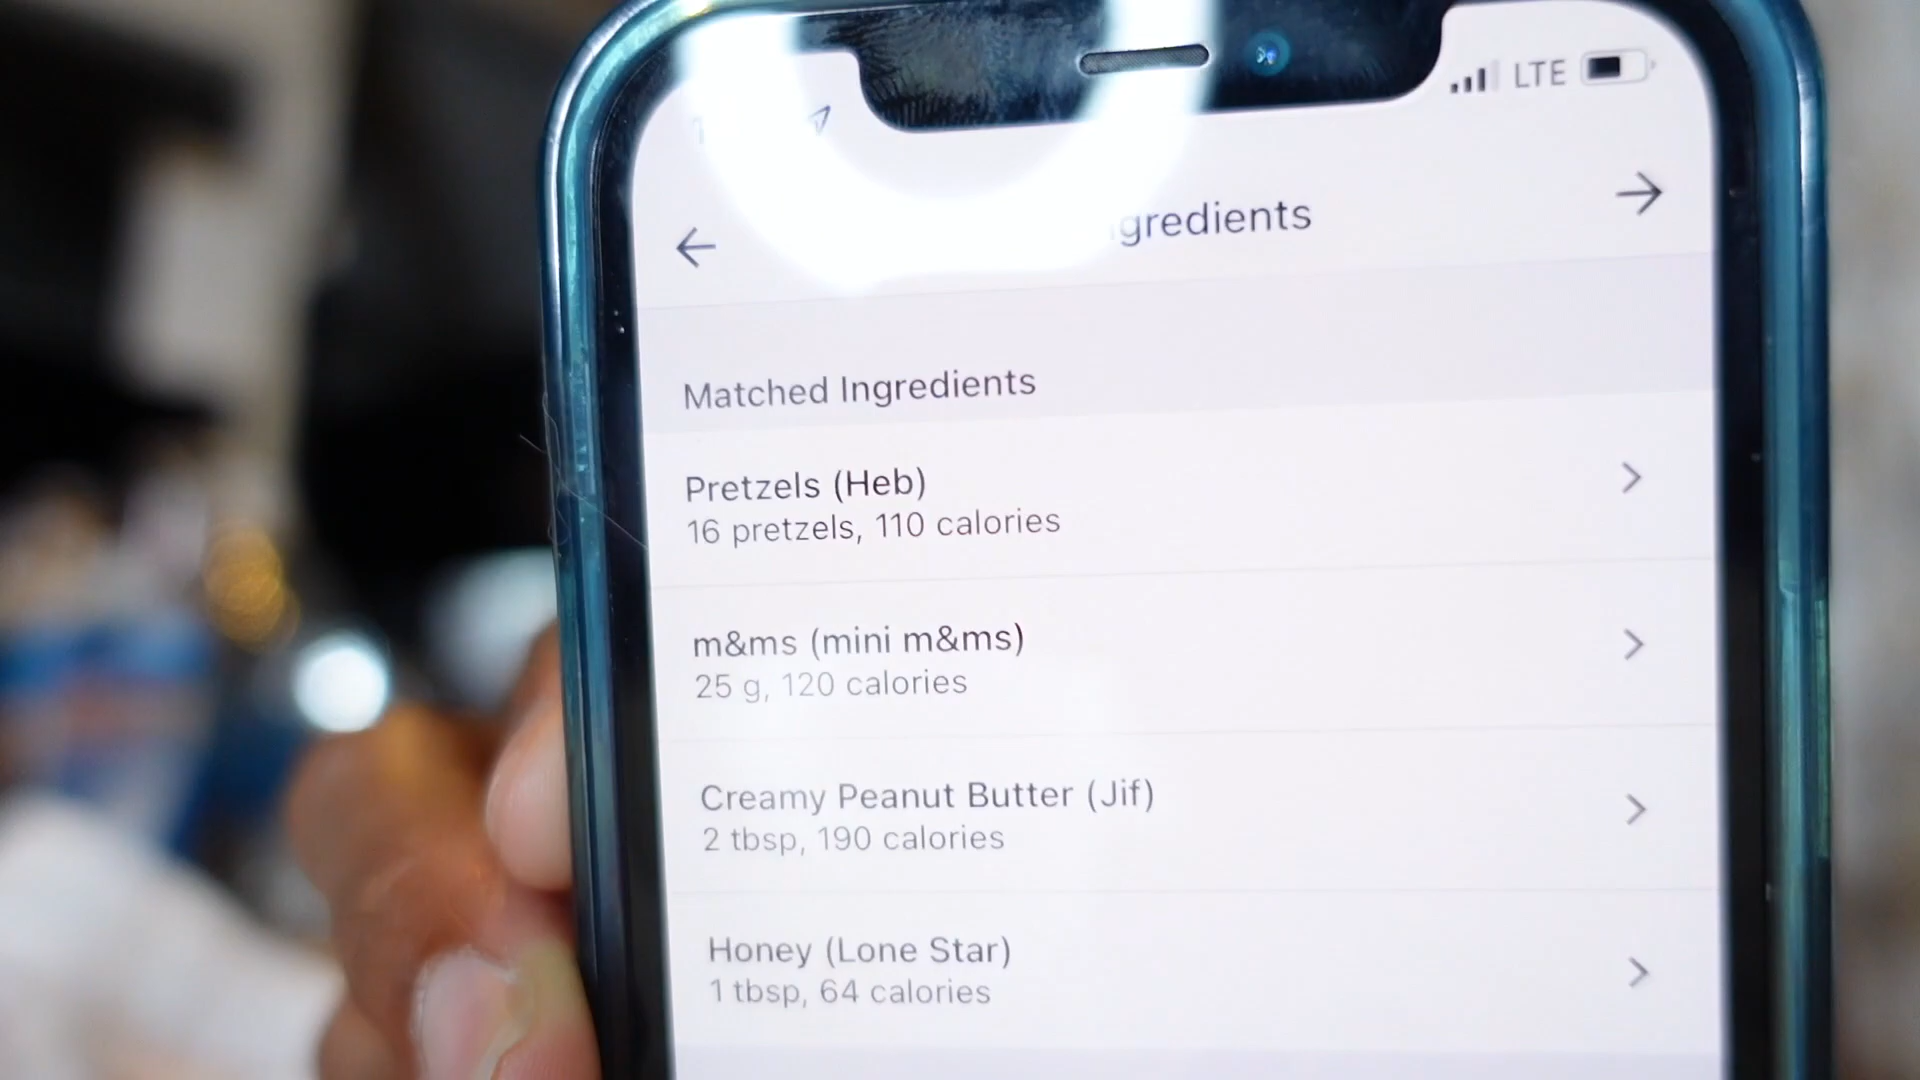 LTE
Matched Ingredients
Pretzels (Heb)
16 pretzels, 110 calories
m&ms (mini m&ms)
25 g, 120 calories
Creamy Peanut Butter (Jif)
2 tbsp, 190 calories
Honey (Lone Star)
1 tbsp, 64 calories